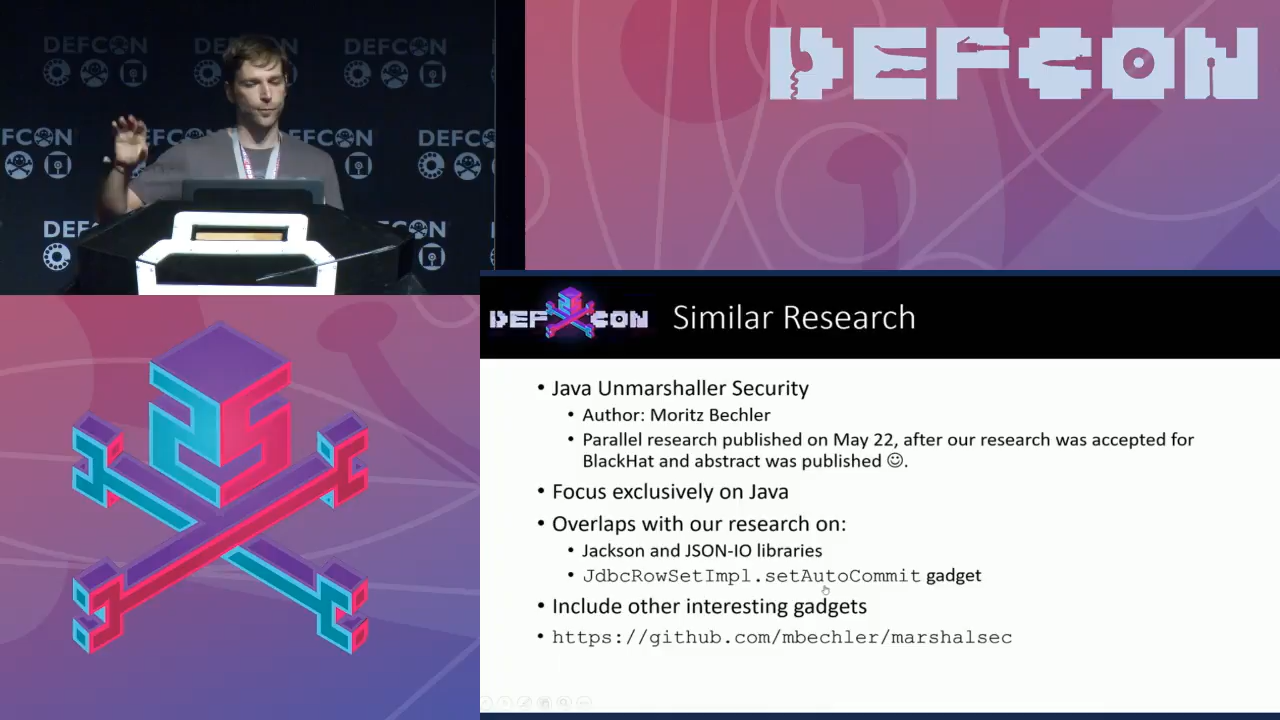 DEFCON DEFCON DEFCON
FCON DEFCON DEFCON
DEF CON
DEFCON
DEFCON Similar Research
• Java Unmarshaller Security
• Author: Moritz Bechler
• Parallel research published on May 22, after our research was accepted for
BlackHat and abstract was published ☺.
• Focus exclusively on Java
• Overlaps with our research on:
• Jackson and JSON-IO libraries
• JdbcRowSetImpl.setAutoCommit gadget
• Include other interesting gadgets
• https://github.com/mbechler/marshalsec